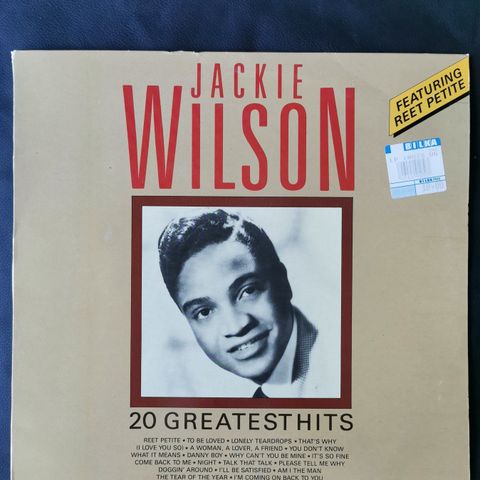 JACKIE
WILSON
FEATURING
REET PETITE
BILKA
20 GREATEST HITS
REET PETITE • TO BE LOVED • LONELY TEARDROPS • THAT'S WHY
(I LOVE YOU SO) • A WOMAN, A LOVER, A FRIEND • YOU DON'T KNOW
WHAT IT MEANS • DANNY BOY • WHY CAN'T YOU BE MINE • IT'S SO FINE
COME BACK TO ME • NIGHT • TALK THAT TALK • PLEASE TELL ME WHY
DOGGIN' AROUND • I'LL BE SATISFIED • AM I THE MAN
THE TEAR OF THE YEAR • I'M COMING ON BACK TO YOU